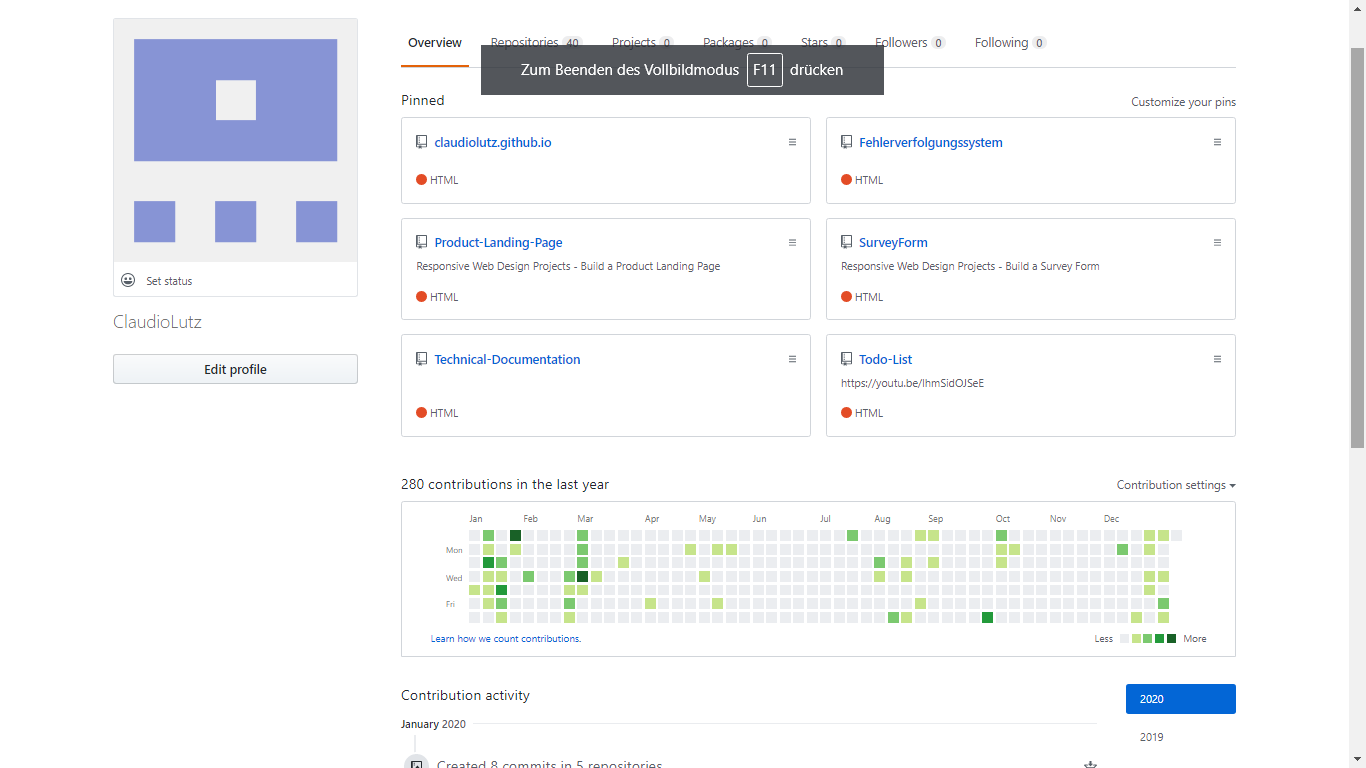 Overview Repositories 40 Projects 0 Packages 0 Stars 0 Followers 0 Following 0
Zum Beenden des Vollbildmodus F11 drücken
Pinned Customize your pins
claudiolutz.github.io
HTML
Fehlerverfolgungssystem
HTML
Product-Landing-Page
Responsive Web Design Projects - Build a Product Landing Page
HTML
SurveyForm
Responsive Web Design Projects - Build a Survey Form
HTML
Technical-Documentation
HTML
Todo-List
https://youtu.be/IhmSidOJSeE
HTML
Set status
ClaudioLutz
Edit profile
280 contributions in the last year Contribution settings
Jan Feb Mar Apr May Jun Jul Aug Sep Oct Nov Dec
Mon
Wed
Fri
Learn how we count contributions. Less More
Contribution activity
2020
2019
January 2020
Created 8 commits in 5 repositories